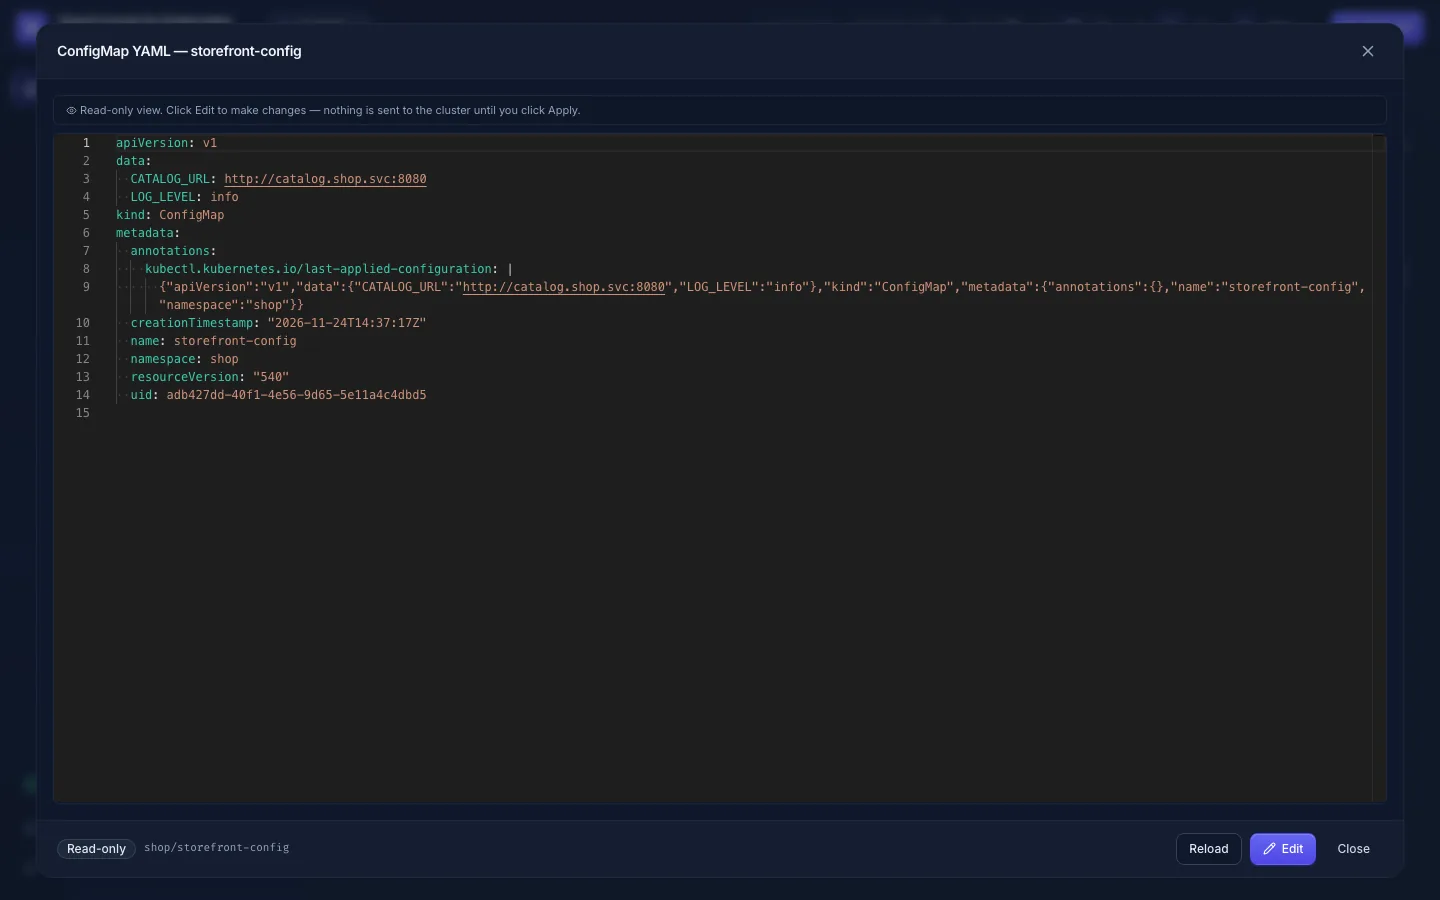 ConfigMap YAML — storefront-config
Read-only view. Click Edit to make changes — nothing is sent to the cluster until you click Apply.
1 apiVersion: v1
2 data:
3   CATALOG_URL: http://catalog.shop.svc:8080
4   LOG_LEVEL: info
5 kind: ConfigMap
6 metadata:
7   annotations:
8     kubectl.kubernetes.io/last-applied-configuration: |
9       {"apiVersion":"v1","data":{"CATALOG_URL":"http://catalog.shop.svc:8080","LOG_LEVEL":"info"},"kind":"ConfigMap","metadata":{"annotations":{},"name":"storefront-config",
"namespace":"shop"}}
10   creationTimestamp: "2026-11-24T14:37:17Z"
11   name: storefront-config
12   namespace: shop
13   resourceVersion: "540"
14   uid: adb427dd-40f1-4e56-9d65-5e11a4c4dbd5
15
Read-only shop/storefront-config Reload Edit Close